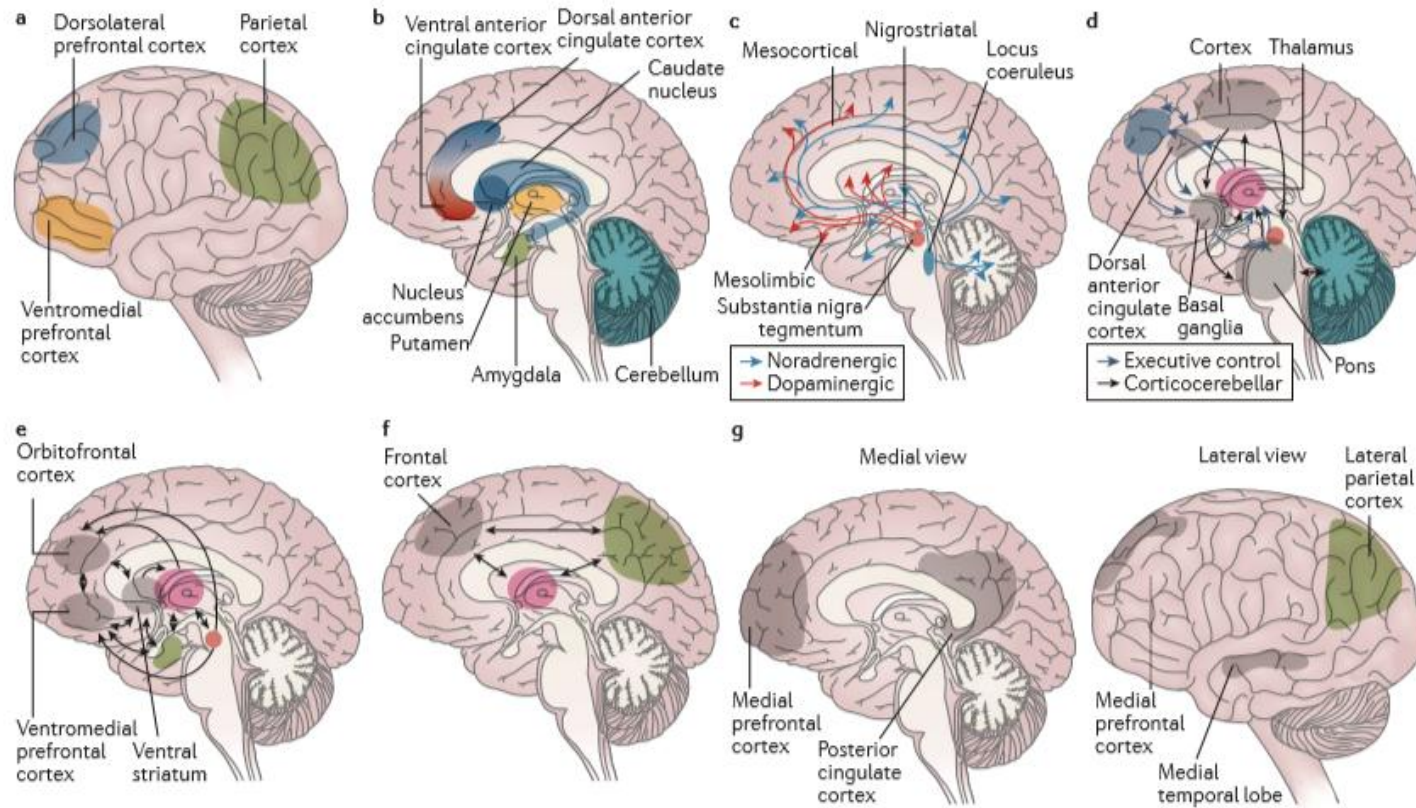 a
Dorsolateral
prefrontal cortex
Parietal
cortex
Ventromedial
prefrontal
cortex
b
Ventral anterior
cingulate cortex
Dorsal anterior
cingulate cortex
Caudate
nucleus
Nucleus
accumbens
Putamen
Amygdala
Cerebellum
c
Mesocortical
Nigrostriatal
Locus
coeruleus
Mesolimbic
Substantia nigra
tegmentum
Noradrenergic
Dopaminergic
d
Cortex
Thalamus
Dorsal
anterior
cingulate
cortex
Basal
ganglia
Pons
Executive control
Corticocerebellar
e
Orbitofrontal
cortex
Ventromedial
prefrontal
cortex
Ventral
striatum
f
Frontal
cortex
g
Medial view
Medial
prefrontal
cortex
Posterior
cingulate
cortex
Lateral view
Lateral
parietal
cortex
Medial
prefrontal
cortex
Medial
temporal lobe